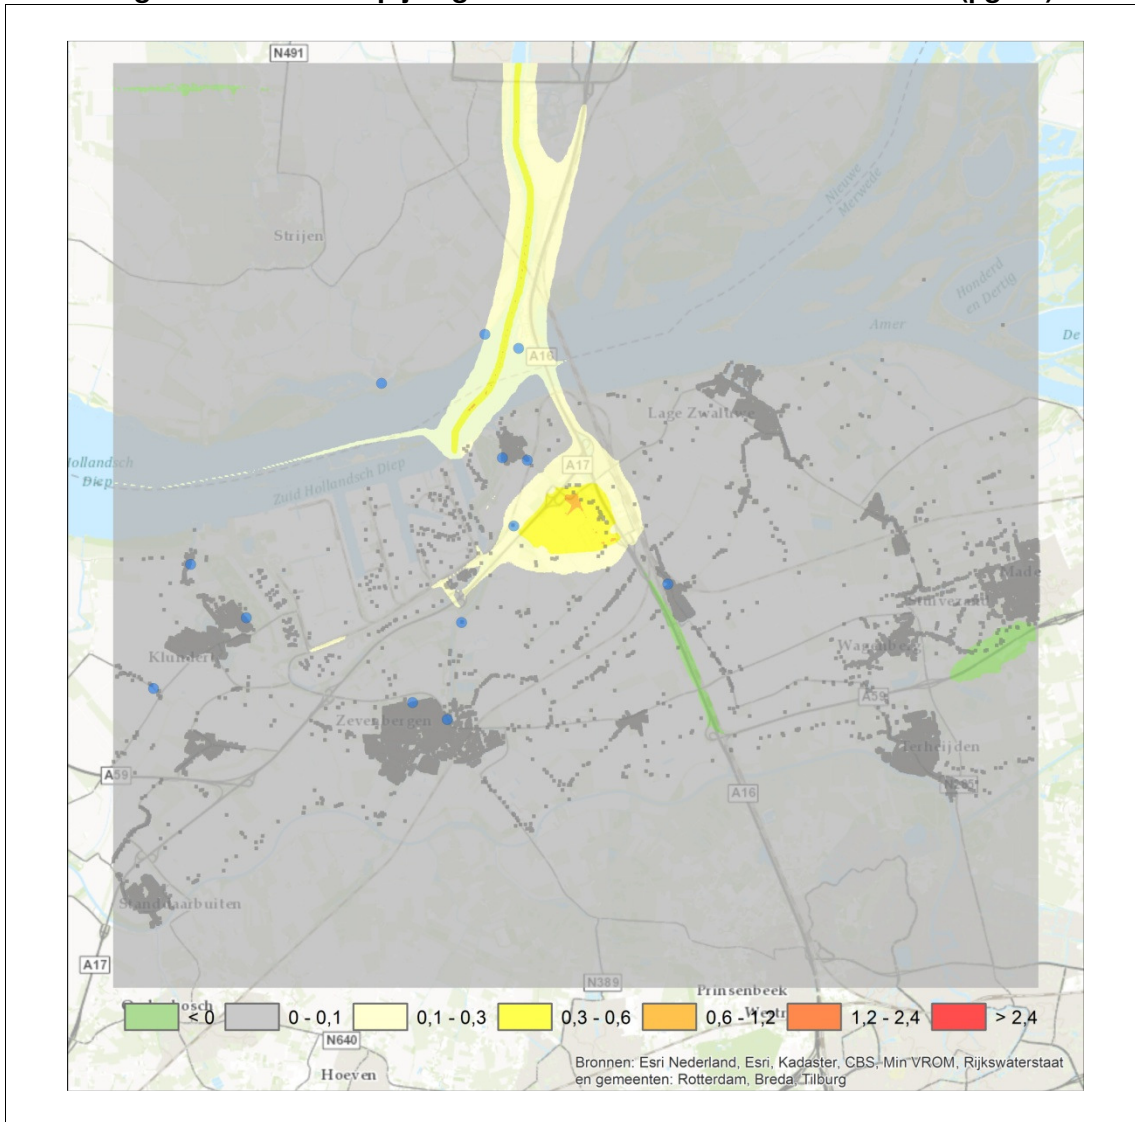 N491
Strijen
Nieuwe
Merwede
Honderd
en Dertig
Amer
De
A16
Lage Zwaluwe
A17
Hollandsch
Diep
Zuid Hollandsch Diep
Made
Klundert
Wagenberg
A59
Zevenbergen
Terheijden
A59
A16
Standdaarbuiten
A17
N389
Prinsenbeek
< 0
0 - 0,1
0,1 - 0,3
0,3 - 0,6
0,6 - 1,2
1,2 - 2,4
> 2,4
N640
Hoeven
Bronnen: Esri Nederland, Esri, Kadaster, CBS, Min VROM, Rijkswaterstaat
en gemeenten: Rotterdam, Breda, Tilburg